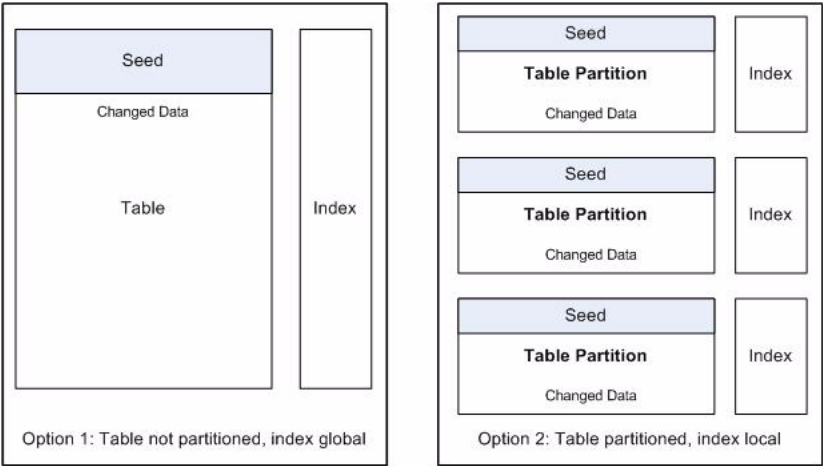 Seed
Changed Data
Table
Index
Option 1: Table not partitioned, index global
Seed
Table Partition
Changed Data
Index
Seed
Table Partition
Changed Data
Index
Seed
Table Partition
Changed Data
Index
Option 2: Table partitioned, index local